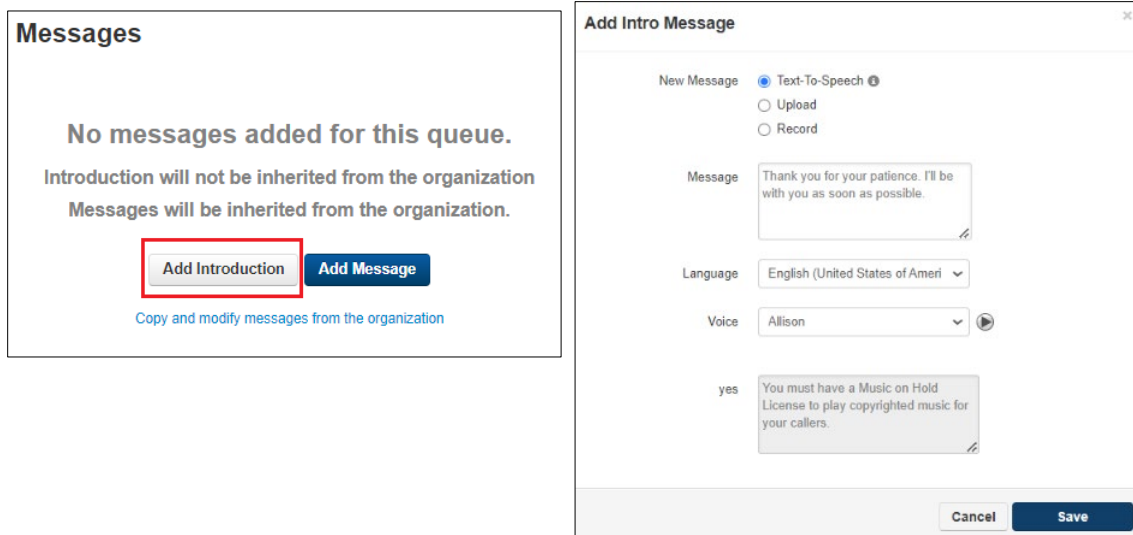 Messages
No messages added for this queue.
Introduction will not be inherited from the organization
Messages will be inherited from the organization.
Add Introduction
Add Message
Copy and modify messages from the organization
Add Intro Message
×
New Message
Text-To-Speech
Upload
Record
Message
Thank you for your patience. I'll be
with you as soon as possible.
Language
English (United States of Ameri
Voice
Allison
yes
You must have a Music on Hold
License to play copyrighted music for
your callers.
Cancel
Save